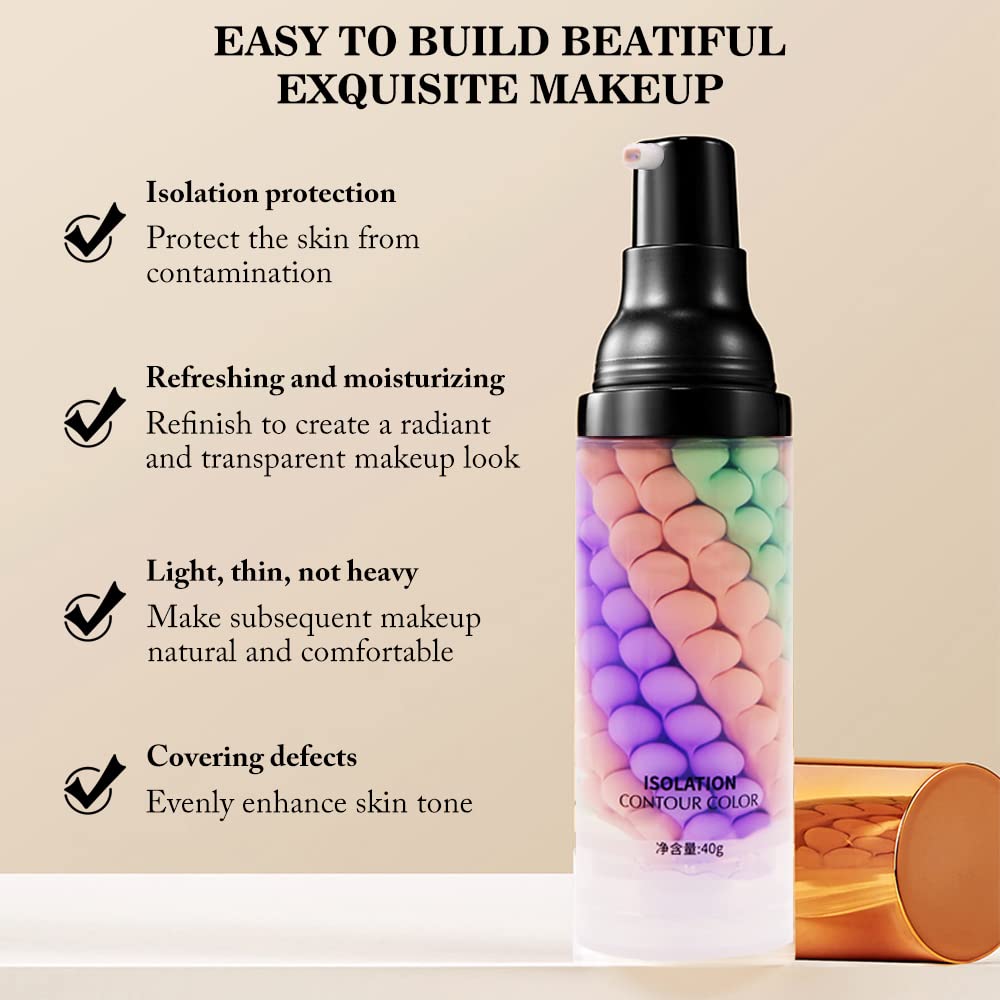 EASY TO BUILD BEATIFUL
EXQUISITE MAKEUP
Isolation protection
Protect the skin from
contamination
Refreshing and moisturizing
Refinish to create a radiant
and transparent makeup look
Light, thin, not heavy
Make subsequent makeup
natural and comfortable
Covering defects
Evenly enhance skin tone
ISOLATION
CONTOUR COLOR
净含量:40g